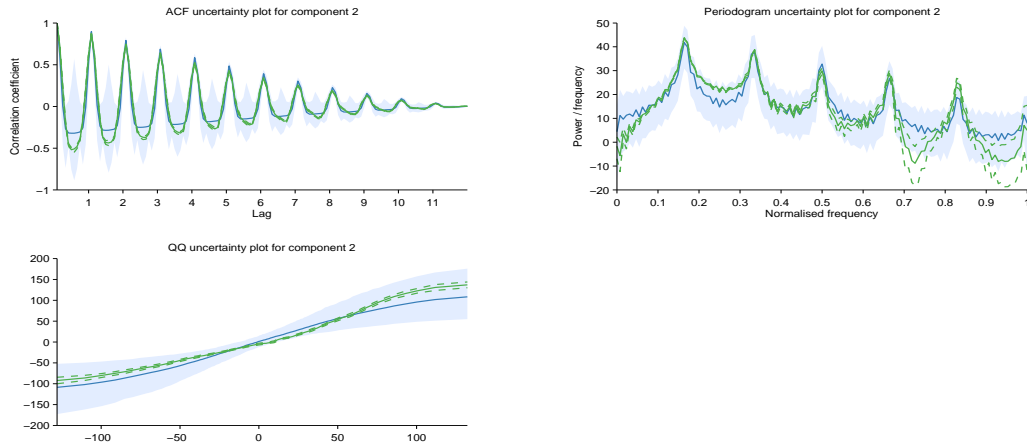 ACF uncertainty plot for component 2
Correlation coefficient
1
0.5
0
−0.5
−1
1 2 3 4 5 6 7 8 9 10 11
Lag
Periodogram uncertainty plot for component 2
Power / frequency
50
40
30
20
10
0
−10
−20
0 0.1 0.2 0.3 0.4 0.5 0.6 0.7 0.8 0.9 1
Normalised frequency
QQ uncertainty plot for component 2
200
150
100
50
0
−50
−100
−150
−200
−100 −50 0 50 100